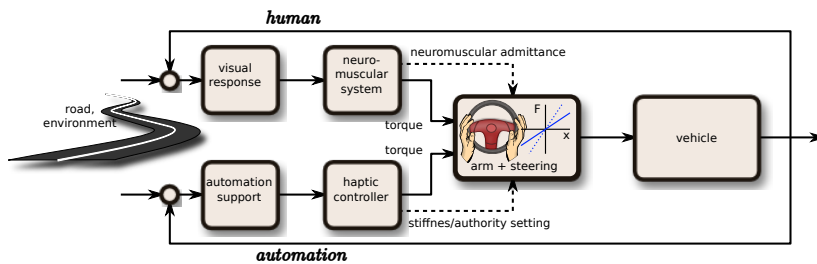 human
neuromuscular admittance
visual
response
neuro-
muscular
system
road,
environment
torque
F
x
arm + steering
vehicle
torque
automation
support
haptic
controller
stiffnes/authority setting
automation